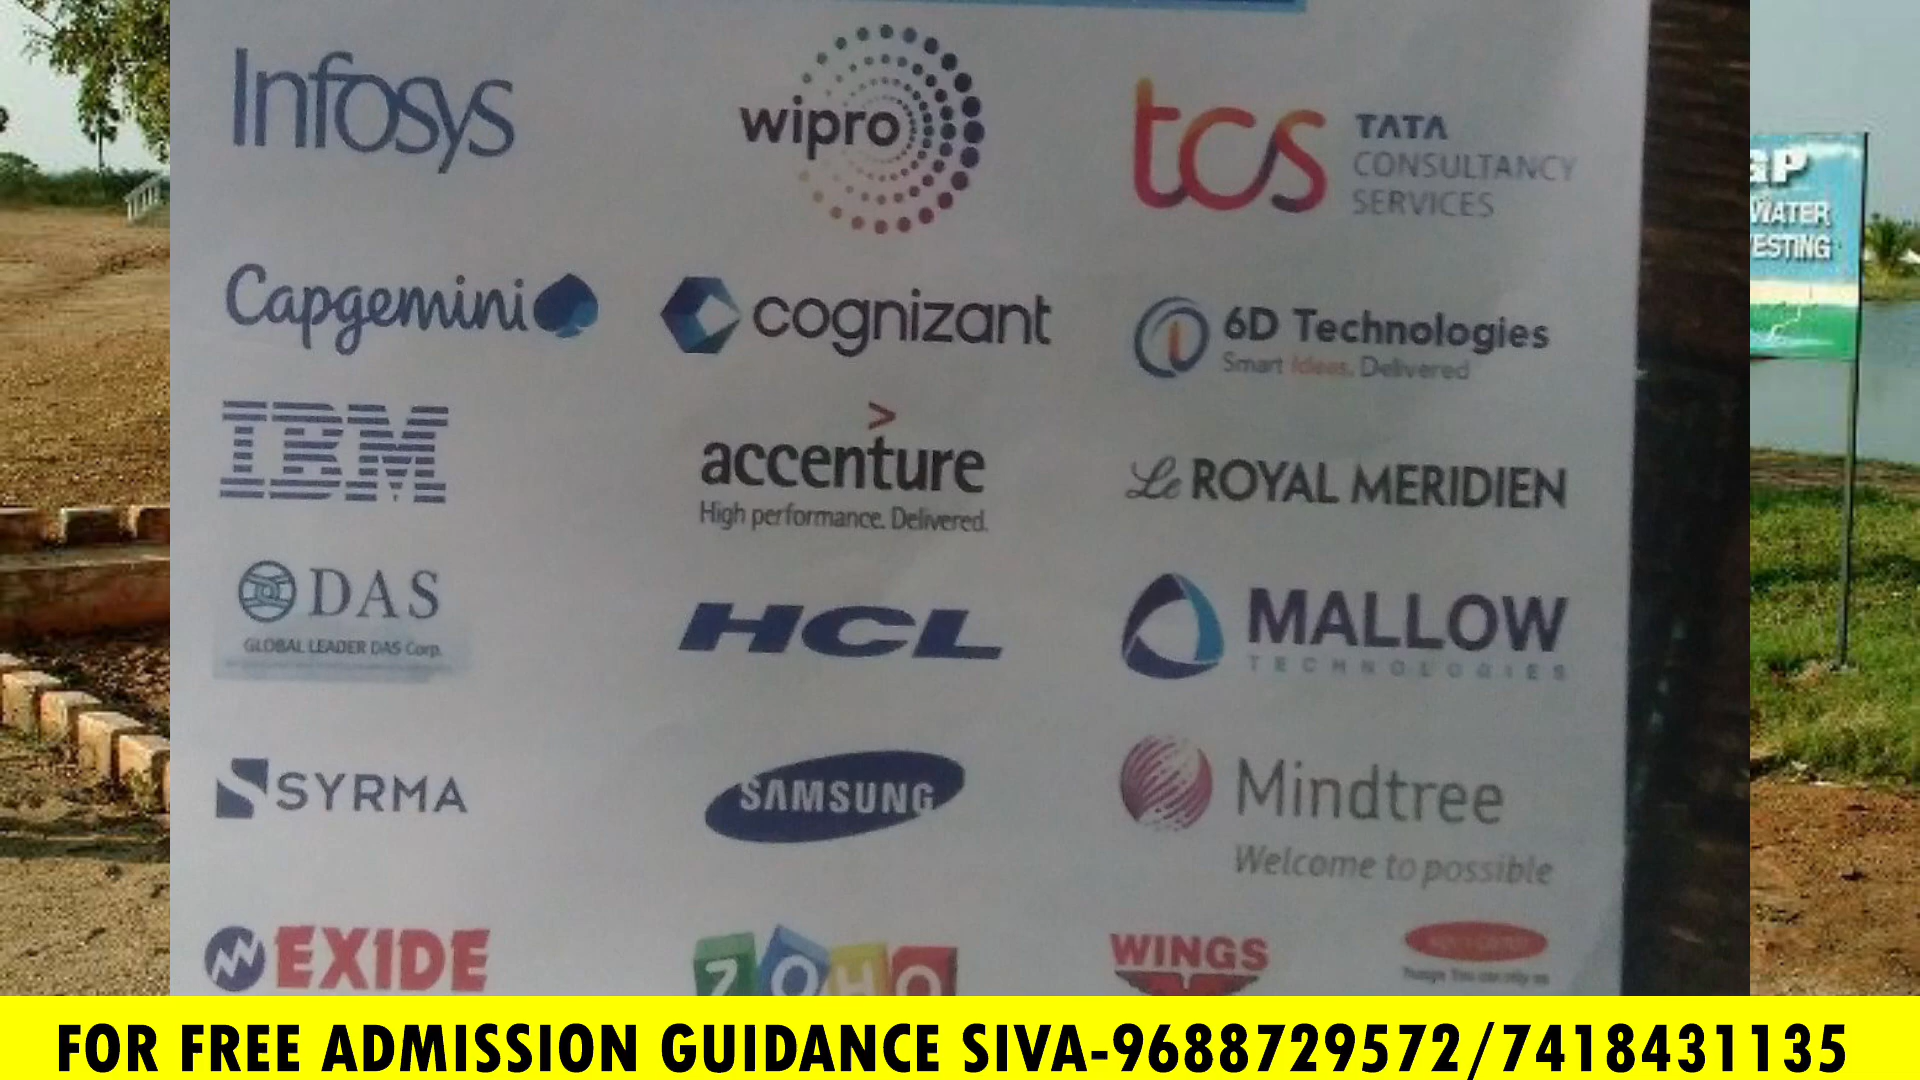 Infosys
wipro
tcs TATA
CONSULTANCY
SERVICES
Capgemini
cognizant
6D Technologies
Smart Ideas. Delivered
IBM
>
accenture
High performance. Delivered.
Le ROYAL MERIDIEN
DAS
GLOBAL LEADER DAS Corp.
HCL
MALLOW
TECHNOLOGIES
SYRMA
SAMSUNG
Mindtree
Welcome to possible
EXIDE
ZOHO
WINGS
GP
WATER
ESTING
FOR FREE ADMISSION GUIDANCE SIVA-9688729572/7418431135